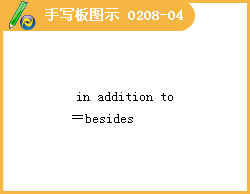 手写板图示 0208-04
in addition to
=besides